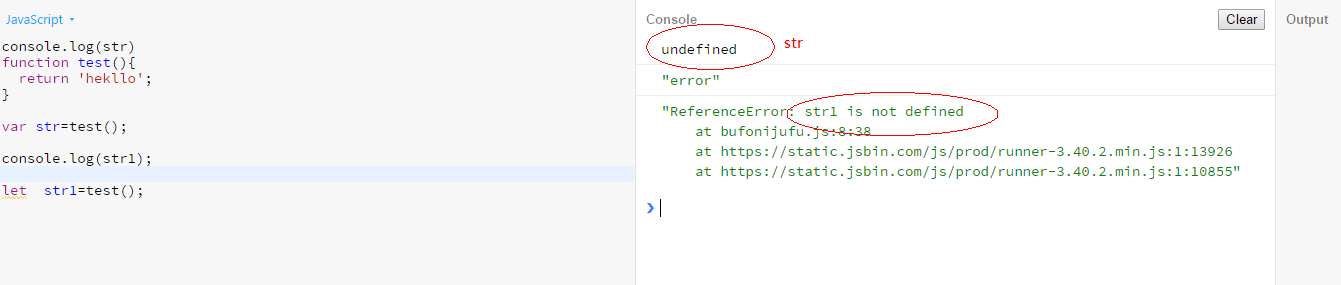 JavaScript
console.log(str)
function test(){
return 'hekllo';
}
var str=test();
console.log(str1);
let str1=test();
Console
Clear
undefined
str
"error"
"ReferenceError: str1 is not defined
at bufonijufu.js:8:38
at https://static.jsbin.com/js/prod/runner-3.40.2.min.js:1:13926
at https://static.jsbin.com/js/prod/runner-3.40.2.min.js:1:10855"
Output